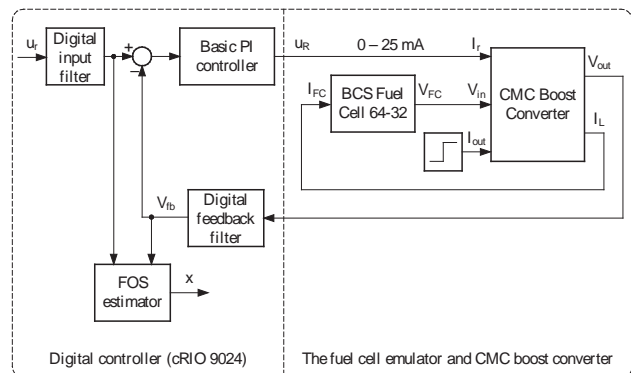 u_r
Digital
input
filter
+
−
Basic PI
controller
u_R
0 – 25 mA
I_r
CMC Boost
Converter
V_out
I_L
I_FC
BCS Fuel
Cell 64-32
V_FC
V_in
I_out
V_fb
Digital
feedback
filter
FOS
estimator
x
Digital controller (cRIO 9024)
The fuel cell emulator and CMC boost converter